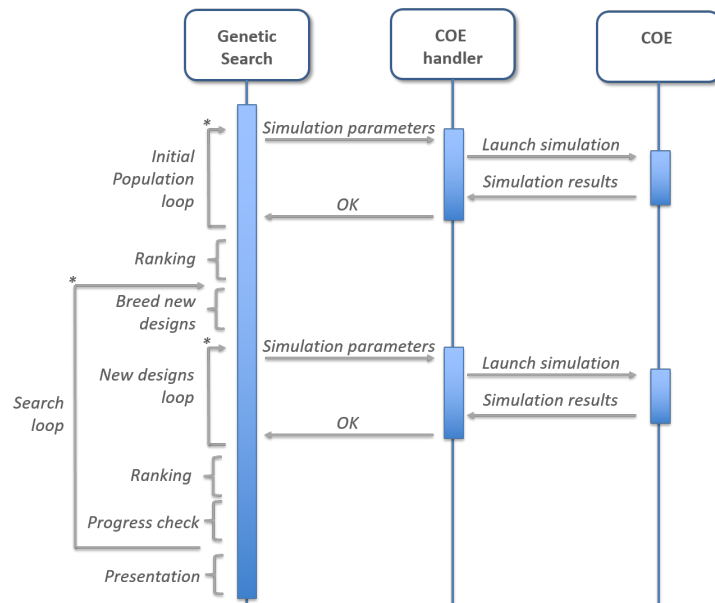 Genetic
Search
COE
handler
COE
*
Simulation parameters
Launch simulation
Initial
Population
loop
Simulation results
OK
Ranking
*
Breed new
designs
*
Simulation parameters
Launch simulation
New designs
loop
Simulation results
Search
loop
OK
Ranking
Progress check
Presentation